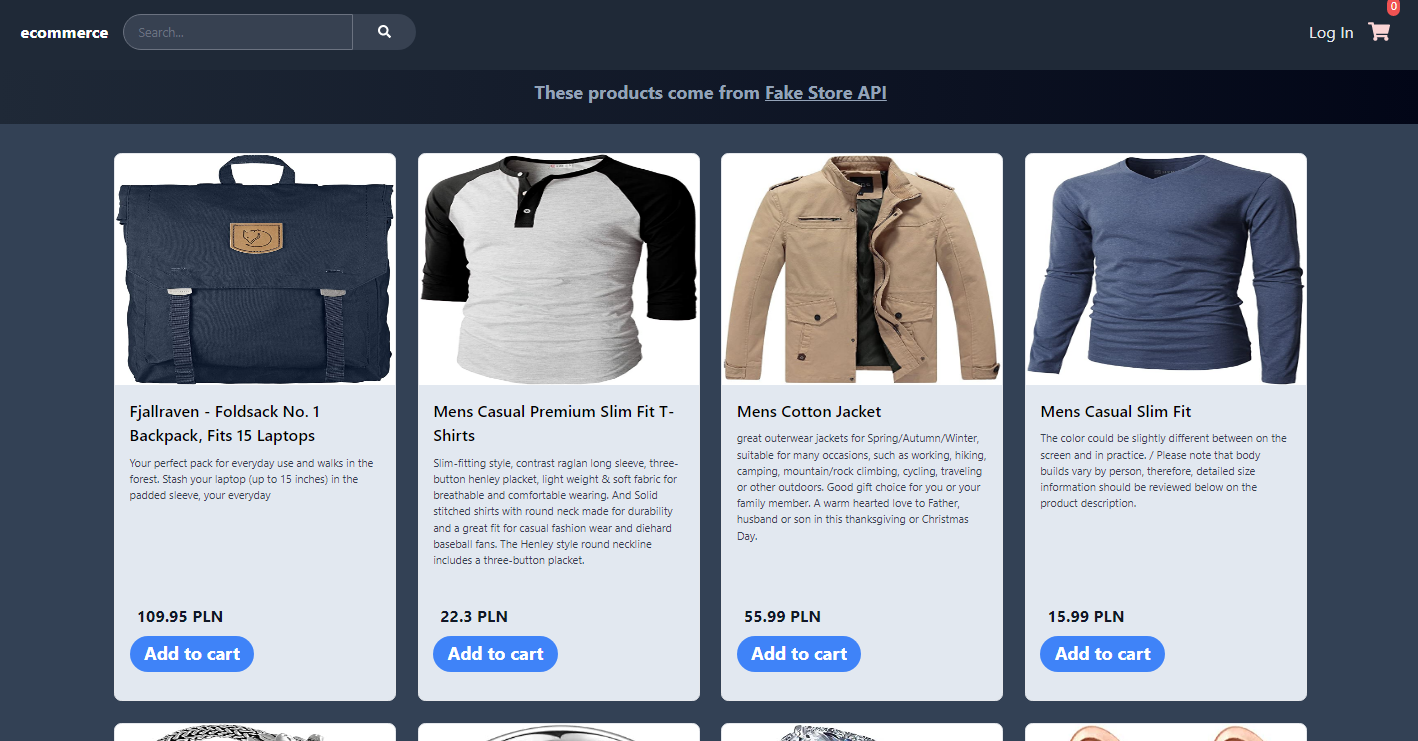 0
ecommerce
Search...
Log In
These products come from Fake Store API
Fjallraven - Foldsack No. 1
Backpack, Fits 15 Laptops
Your perfect pack for everyday use and walks in the
forest. Stash your laptop (up to 15 inches) in the
padded sleeve, your everyday
109.95 PLN
Add to cart
Mens Casual Premium Slim Fit T-
Shirts
Slim-fitting style, contrast raglan long sleeve, three-
button henley placket, light weight & soft fabric for
breathable and comfortable wearing. And Solid
stitched shirts with round neck made for durability
and a great fit for casual fashion wear and diehard
baseball fans. The Henley style round neckline
includes a three-button placket.
22.3 PLN
Add to cart
Mens Cotton Jacket
great outerwear jackets for Spring/Autumn/Winter,
suitable for many occasions, such as working, hiking,
camping, mountain/rock climbing, cycling, traveling
or other outdoors. Good gift choice for you or your
family member. A warm hearted love to Father,
husband or son in this thanksgiving or Christmas
Day.
55.99 PLN
Add to cart
Mens Casual Slim Fit
The color could be slightly different between on the
screen and in practice. / Please note that body
builds vary by person, therefore, detailed size
information should be reviewed below on the
product description.
15.99 PLN
Add to cart